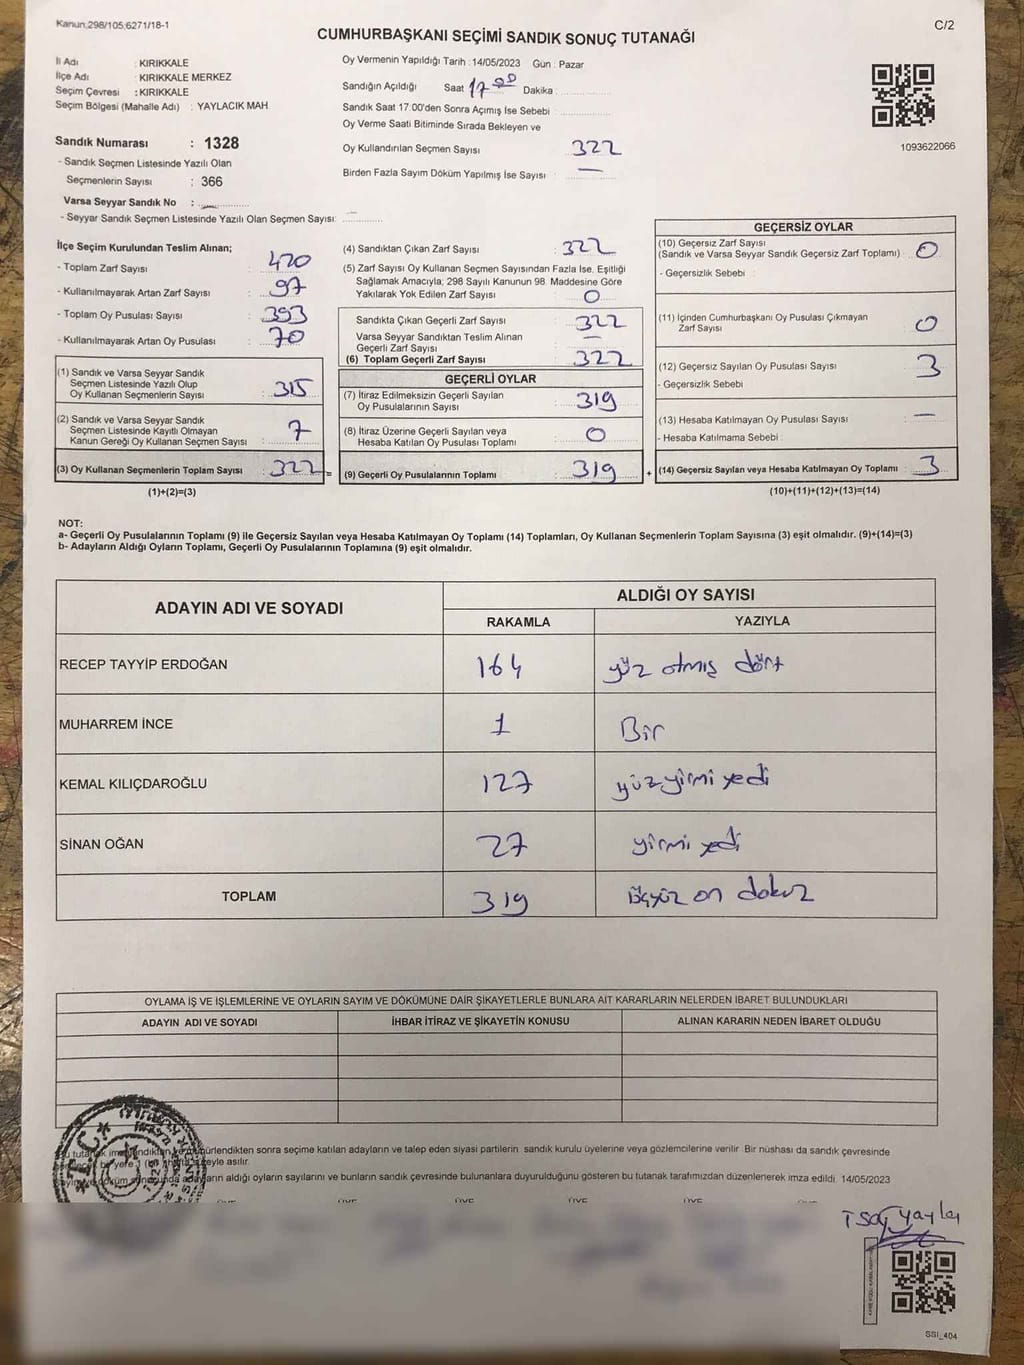 Kanun;298/105;6271/18-1
C/2
CUMHURBAŞKANI SEÇİMİ SANDIK SONUÇ TUTANAĞI
İl Adı : KIRIKKALE
İlçe Adı : KIRIKKALE MERKEZ
Seçim Çevresi : KIRIKKALE
Seçim Bölgesi (Mahalle Adı) : YAYLACIK MAH.
Sandık Numarası : 1328
- Sandık Seçmen Listesinde Yazılı Olan
Seçmenlerin Sayısı : 366
Varsa Seyyar Sandık No : —
- Seyyar Sandık Seçmen Listesinde Yazılı Olan Seçmen Sayısı: —
Oy Vermenin Yapıldığı Tarih : 14/05/2023 Gün : Pazar
Sandığın Açıldığı Saat 17:00 Dakika :
Sandık Saat 17:00'den Sonra Açımış İse Sebebi :
Oy Verme Saati Bitiminde Sırada Bekleyen ve
Oy Kullandırılan Seçmen Sayısı 322
Birden Fazla Sayım Döküm Yapılmış İse Sayısı : —
1093622066
İlçe Seçim Kurulundan Teslim Alınan;
- Toplam Zarf Sayısı : 420
- Kullanılmayarak Artan Zarf Sayısı : 97
- Toplam Oy Pusulası Sayısı : 393
- Kullanılmayarak Artan Oy Pusulası : 70
(1) Sandık ve Varsa Seyyar Sandık
Seçmen Listesinde Yazılı Olup
Oy Kullanan Seçmenlerin Sayısı : 315
(2) Sandık ve Varsa Seyyar Sandık
Seçmen Listesinde Kayıtlı Olmayan
Kanun Gereği Oy Kullanan Seçmen Sayısı : 7
(3) Oy Kullanan Seçmenlerin Toplam Sayısı : 322 =
(1)+(2)=(3)
(4) Sandıktan Çıkan Zarf Sayısı : 322
(5) Zarf Sayısı Oy Kullanan Seçmen Sayısından Fazla İse, Eşitliği
Sağlamak Amacıyla; 298 Sayılı Kanunun 98. Maddesine Göre
Yakılarak Yok Edilen Zarf Sayısı : 0
Sandıkta Çıkan Geçerli Zarf Sayısı : 322
Varsa Seyyar Sandıktan Teslim Alınan
Geçerli Zarf Sayısı : —
(6) Toplam Geçerli Zarf Sayısı : 322
GEÇERLİ OYLAR
(7) İtiraz Edilmeksizin Geçerli Sayılan
Oy Pusulalarının Sayısı : 319
(8) İtiraz Üzerine Geçerli Sayılan veya
Hesaba Katılan Oy Pusulası Toplamı : 0
(9) Geçerli Oy Pusulalarının Toplamı : 319 +
GEÇERSİZ OYLAR
(10) Geçersiz Zarf Sayısı
(Sandık ve Varsa Seyyar Sandık Geçersiz Zarf Toplamı) : 0
- Geçersizlik Sebebi :
(11) İçinden Cumhurbaşkanı Oy Pusulası Çıkmayan
Zarf Sayısı : 0
(12) Geçersiz Sayılan Oy Pusulası Sayısı : 3
- Geçersizlik Sebebi :
(13) Hesaba Katılmayan Oy Pusulası Sayısı : —
- Hesaba Katılmama Sebebi :
(14) Geçersiz Sayılan veya Hesaba Katılmayan Oy Toplamı : 3
(10)+(11)+(12)+(13)=(14)
NOT:
a- Geçerli Oy Pusulalarının Toplamı (9) ile Geçersiz Sayılan veya Hesaba Katılmayan Oy Toplamı (14) Toplamları, Oy Kullanan Seçmenlerin Toplam Sayısına (3) eşit olmalıdır. (9)+(14)=(3)
b- Adayların Aldığı Oyların Toplamı, Geçerli Oy Pusulalarının Toplamına (9) eşit olmalıdır.
ADAYIN ADI VE SOYADI
ALDIĞI OY SAYISI
RAKAMLA YAZIYLA
RECEP TAYYİP ERDOĞAN 164 yüz otmış dört
MUHARREM İNCE 1 Bir
KEMAL KILIÇDAROĞLU 127 yüzyirmi yedi
SİNAN OĞAN 27 yirmi yedi
TOPLAM 319 üçyüz on dokuz
OYLAMA İŞ VE İŞLEMLERİNE VE OYLARIN SAYIM VE DÖKÜMÜNE DAİR ŞİKAYETLERLE BUNLARA AİT KARARLARIN NELERDEN İBARET BULUNDUKLARI
ADAYIN ADI VE SOYADI İHBAR İTİRAZ VE ŞİKAYETİN KONUSU ALINAN KARARIN NEDEN İBARET OLDUĞU
T.C.
sonra seçime katılan adayların ve talep eden siyasi partilerin sandık kurulu üyelerine veya gözlemcilerine verilir. Bir nüshası da sandık çevresinde
bir yere asılır.
aldığı oyların sayılarını ve bunların sandık çevresinde bulunanlara duyurulduğunu gösteren bu tutanak tarafımızdan düzenlenerek imza edildi. 14/05/2023
ÜYE ÜYE ÜYE ÜYE
SSI_404